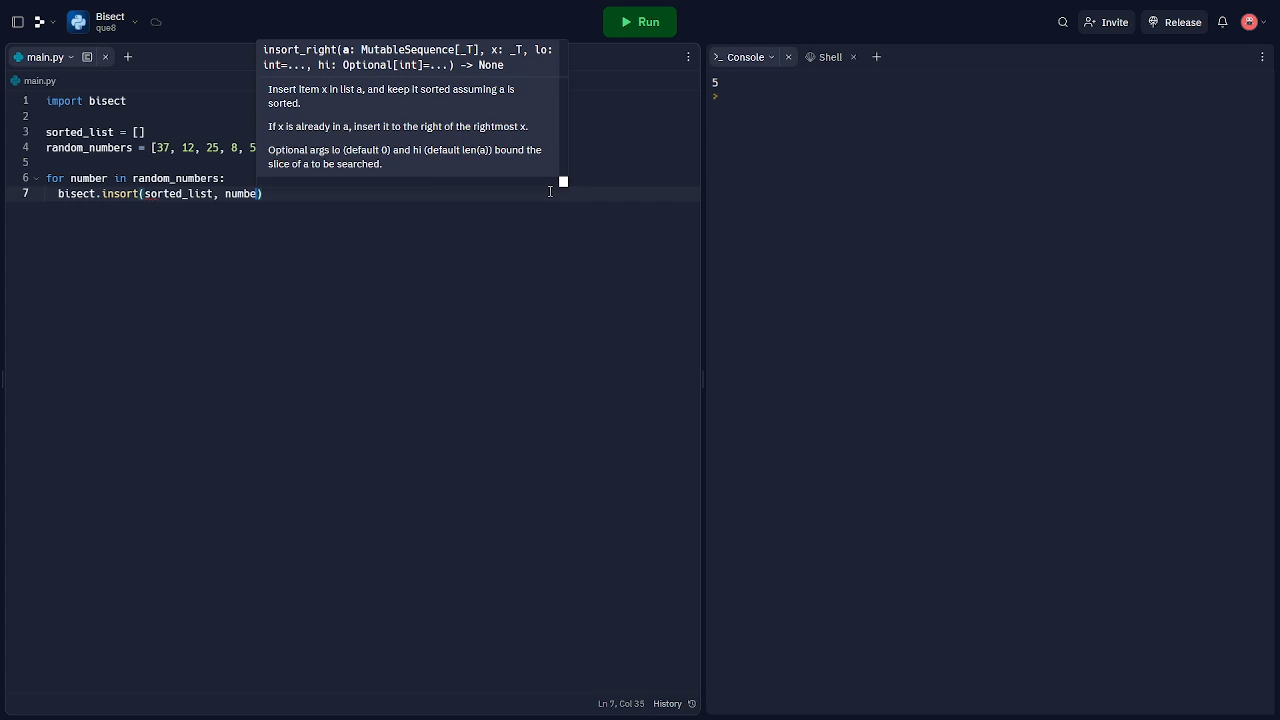 Bisect
que8
Run
Invite
Release
main.py
insort_right(a: MutableSequence[_T], x: _T, lo:
int=..., hi: Optional[int]=...) -> None
Insert item x in list a, and keep it sorted assuming a is
sorted.
If x is already in a, insert it to the right of the rightmost x.
Optional args lo (default 0) and hi (default len(a)) bound the
slice of a to be searched.
main.py
1 import bisect
2
3 sorted_list = []
4 random_numbers = [37, 12, 25, 8, 5
5
6 for number in random_numbers:
7 bisect.insort(sorted_list, numbe)
Ln 7, Col 35 History
>_ Console
Shell
5
>